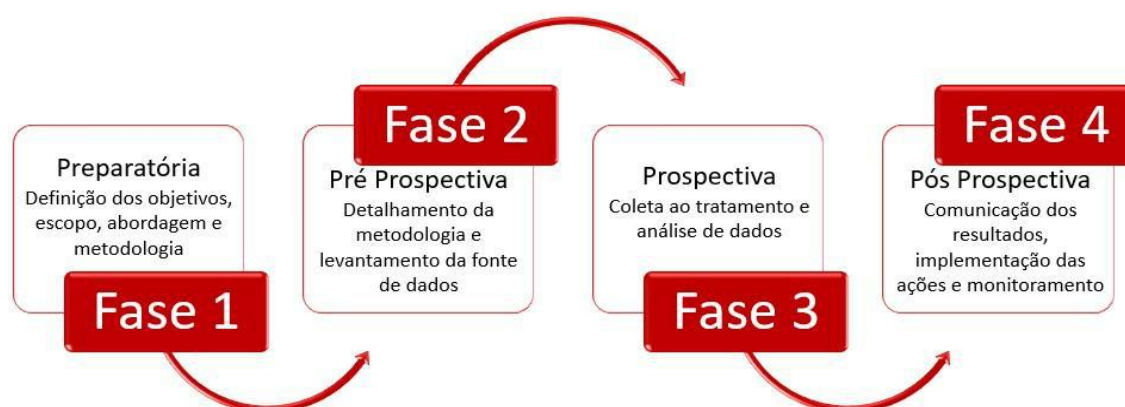 Fase 1
Preparatória
Definição dos objetivos,
escopo, abordagem e
metodologia
Fase 2
Pré Prospectiva
Detalhamento da
metodologia e
levantamento da fonte
de dados
Fase 3
Prospectiva
Coleta ao tratamento e
análise de dados
Fase 4
Pós Prospectiva
Comunicação dos
resultados,
implementação das
ações e monitoramento